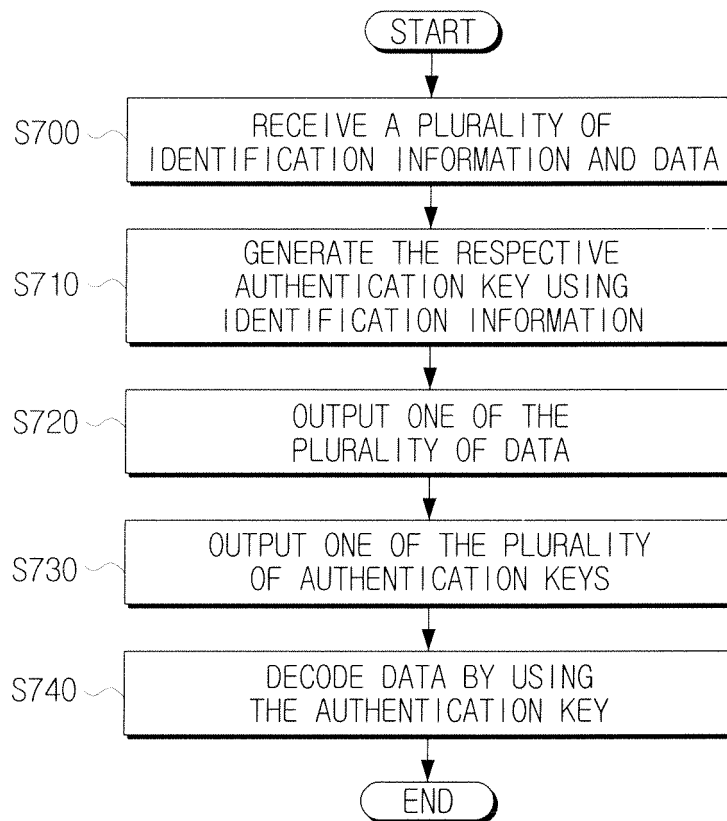 START
S700
RECEIVE A PLURALITY OF
IDENTIFICATION INFORMATION AND DATA
S710
GENERATE THE RESPECTIVE
AUTHENTICATION KEY USING
IDENTIFICATION INFORMATION
S720
OUTPUT ONE OF THE
PLURALITY OF DATA
S730
OUTPUT ONE OF THE PLURALITY
OF AUTHENTICATION KEYS
S740
DECODE DATA BY USING
THE AUTHENTICATION KEY
END